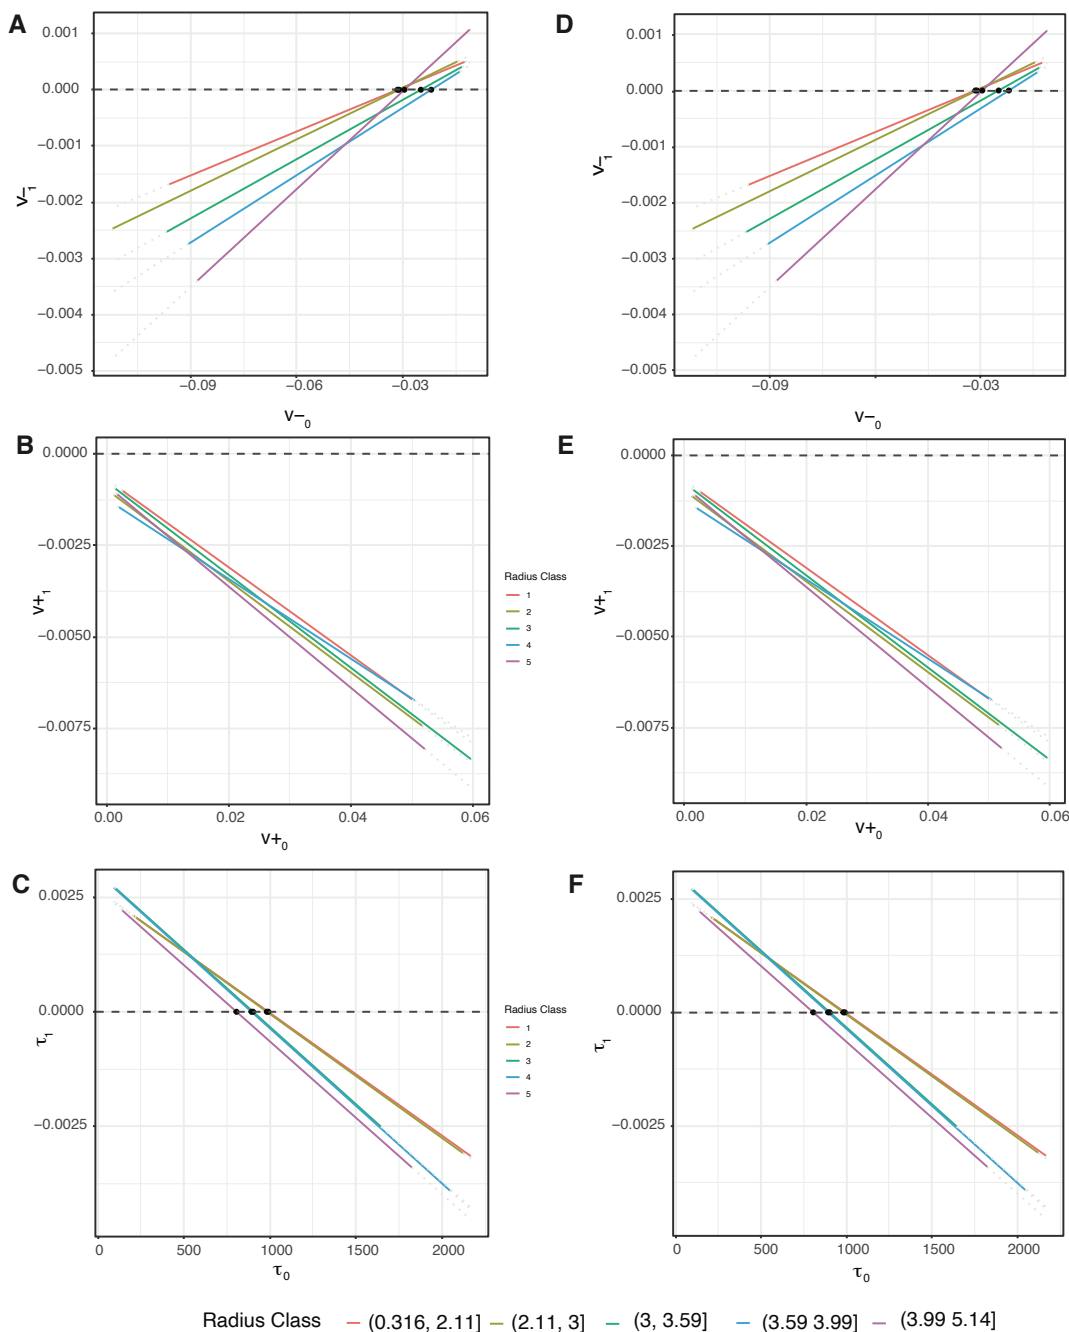 A
0.001
0.000
−0.001
−0.002
−0.003
−0.004
−0.005
v−1
−0.09
−0.06
−0.03
v−0
D
0.001
0.000
−0.001
−0.002
−0.003
−0.004
−0.005
v−1
−0.09
−0.03
v−0
B
0.0000
−0.0025
−0.0050
−0.0075
v+1
0.00
0.02
0.04
0.06
v+0
Radius Class
1
2
3
4
5
E
0.0000
−0.0025
−0.0050
−0.0075
v+1
0.00
0.02
0.04
0.06
v+0
C
0.0025
0.0000
−0.0025
τ1
0
500
1000
1500
2000
τ0
Radius Class
1
2
3
4
5
F
0.0025
0.0000
−0.0025
τ1
0
500
1000
1500
2000
τ0
Radius Class (0.316, 2.11] (2.11, 3] (3, 3.59] (3.59 3.99] (3.99 5.14]